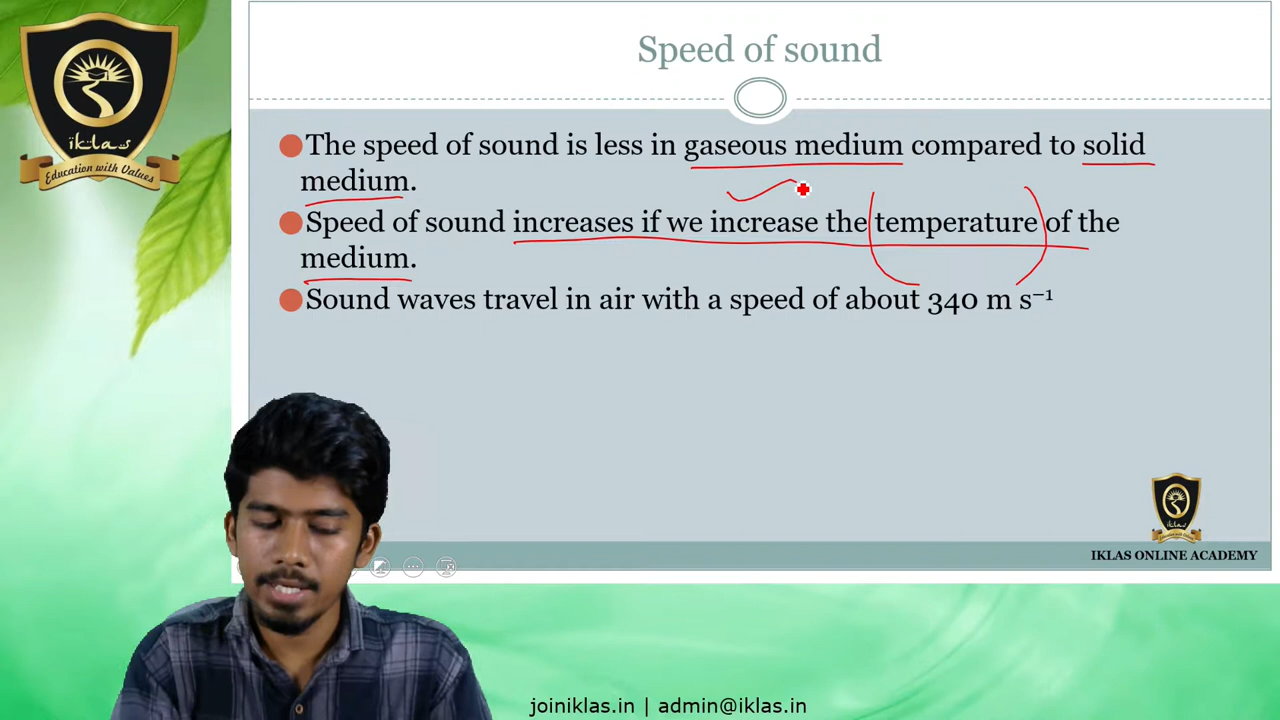 Speed of sound
The speed of sound is less in gaseous medium compared to solid
medium.
Speed of sound increases if we increase the temperature of the
medium.
Sound waves travel in air with a speed of about 340 m s⁻¹
iklas
Education with Values
iklas
IKLAS ONLINE ACADEMY
joiniklas.in | admin@iklas.in